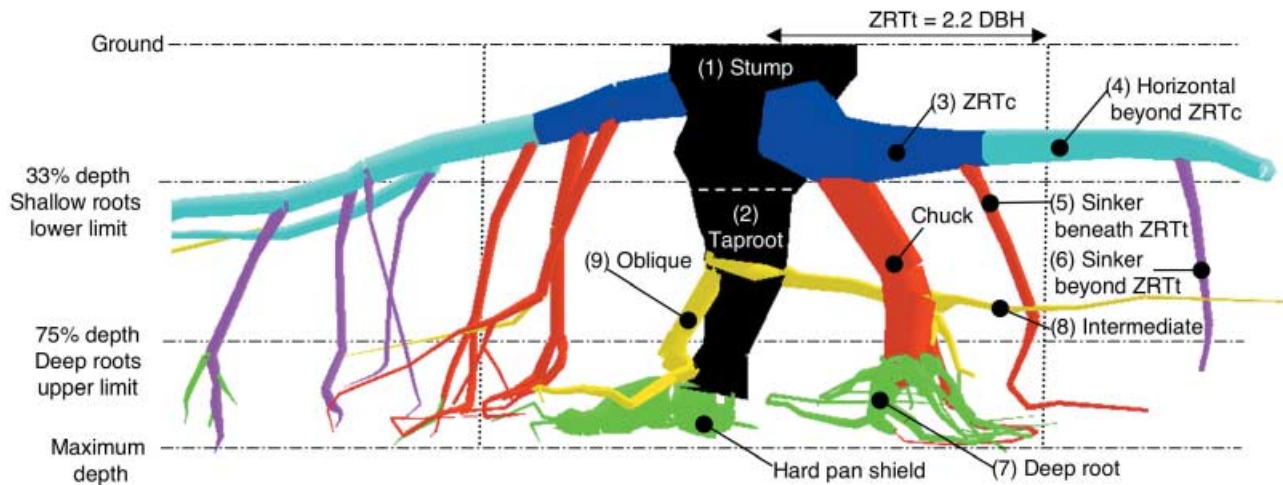 ZRTt = 2.2 DBH
Ground
(1) Stump
(3) ZRTc
(4) Horizontal
beyond ZRTc
33% depth
Shallow roots
lower limit
(2)
Taproot
Chuck
(5) Sinker
beneath ZRTt
(9) Oblique
(6) Sinker
beyond ZRTt
75% depth
Deep roots
upper limit
(8) Intermediate
Maximum
depth
Hard pan shield
(7) Deep root